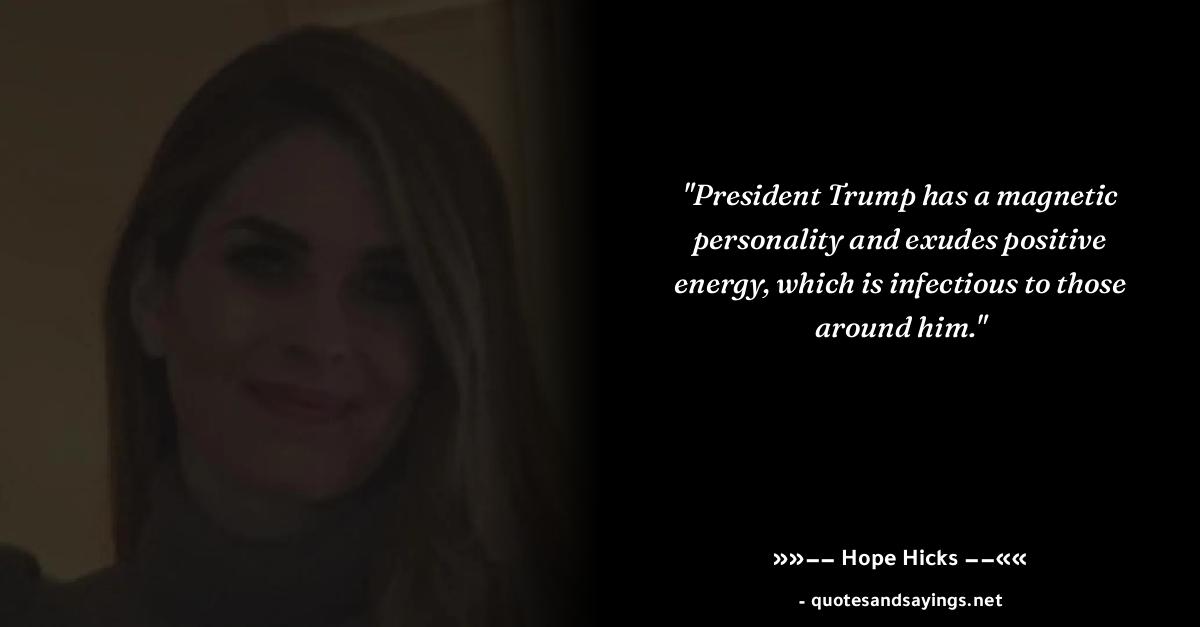 "President Trump has a magnetic
personality and exudes positive
energy, which is infectious to those
around him."
»»−− Hope Hicks −−««
- quotesandsayings.net